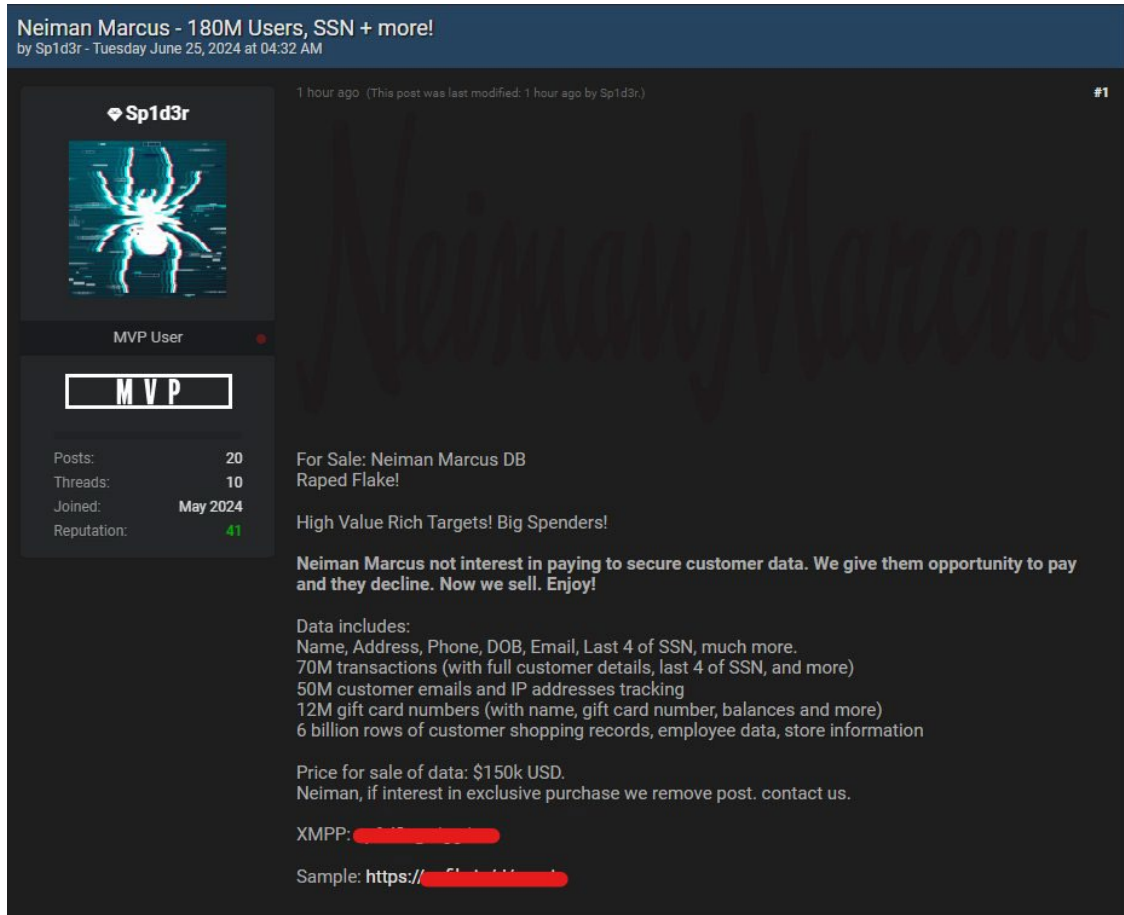 Neiman Marcus - 180M Users, SSN + more!
by Sp1d3r - Tuesday June 25, 2024 at 04:32 AM
1 hour ago (This post was last modified: 1 hour ago by Sp1d3r.)
#1
Sp1d3r
MVP User
MVP
Posts: 20
Threads: 10
Joined: May 2024
Reputation: 41
Neiman Marcus
For Sale: Neiman Marcus DB
Raped Flake!
High Value Rich Targets! Big Spenders!
Neiman Marcus not interest in paying to secure customer data. We give them opportunity to pay
and they decline. Now we sell. Enjoy!
Data includes:
Name, Address, Phone, DOB, Email, Last 4 of SSN, much more.
70M transactions (with full customer details, last 4 of SSN, and more)
50M customer emails and IP addresses tracking
12M gift card numbers (with name, gift card number, balances and more)
6 billion rows of customer shopping records, employee data, store information
Price for sale of data: $150k USD.
Neiman, if interest in exclusive purchase we remove post. contact us.
XMPP:
Sample: https://